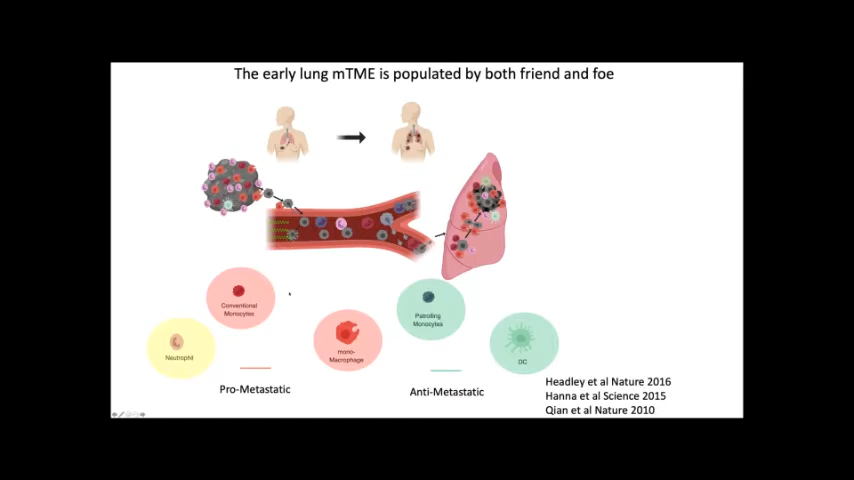 The early lung mTME is populated by both friend and foe
Conventional
Monocytes
Patrolling
Monocytes
Neutrophil
mono-
Macrophage
DC
Pro-Metastatic
Anti-Metastatic
Headley et al Nature 2016
Hanna et al Science 2015
Qian et al Nature 2010